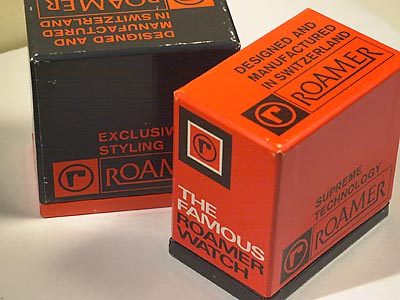 ROAMER
DESIGNED AND
MANUFACTURED
IN SWITZERLAND
EXCLUSIV
STYLING
r ROAMER
DESIGNED AND
MANUFACTURED
IN SWITZERLAND
r ROAMER
r
THE
FAMOUS
ROAMER
WATCH
SUPREME
TECHNOLOGY
r ROAMER